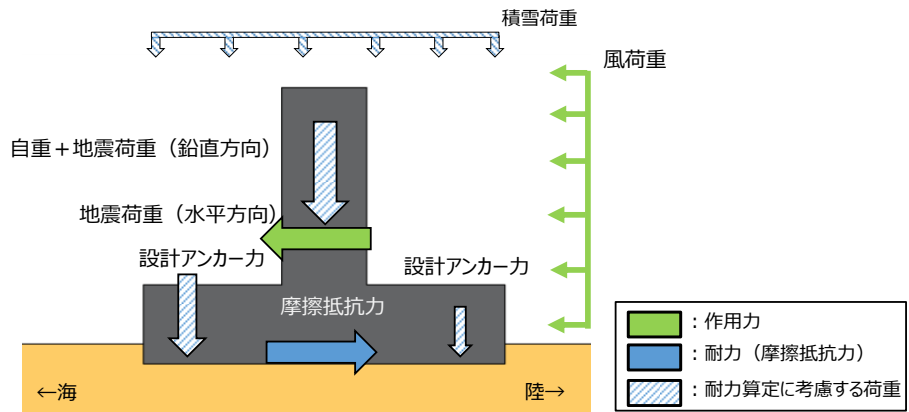 積雪荷重
風荷重
自重＋地震荷重（鉛直方向）
地震荷重（水平方向）
設計アンカー力
設計アンカー力
摩擦抵抗力
←海
陸→
：作用力
：耐力（摩擦抵抗力）
：耐力算定に考慮する荷重